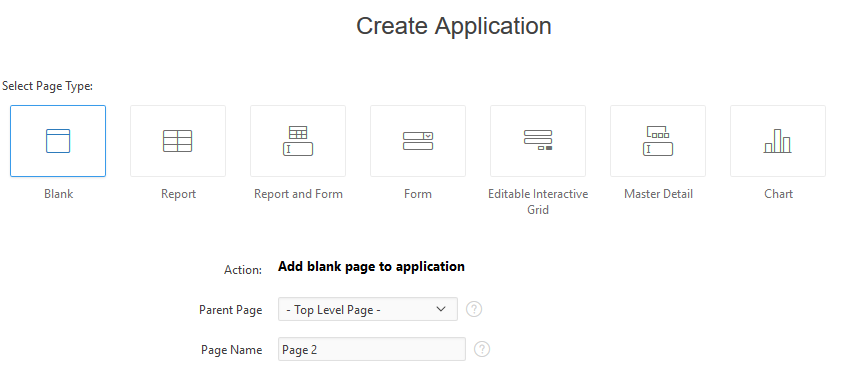 Create Application
Select Page Type:
Blank
Report
Report and Form
Form
Editable Interactive
Grid
Master Detail
Chart
Action: Add blank page to application
Parent Page - Top Level Page - ?
Page Name Page 2 ?